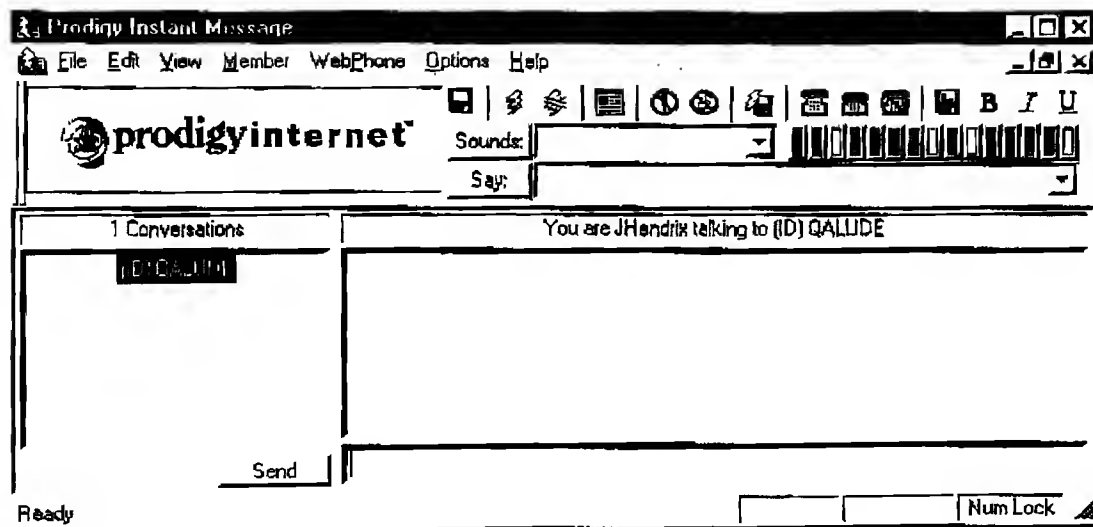 Prodigy Instant Message
File Edit View Member WebPhone Options Help
prodigyinternet™
B I U
Sounds:
Say:
1 Conversations
You are JHendrix talking to (ID) QALUDE
Send
Ready
Num Lock